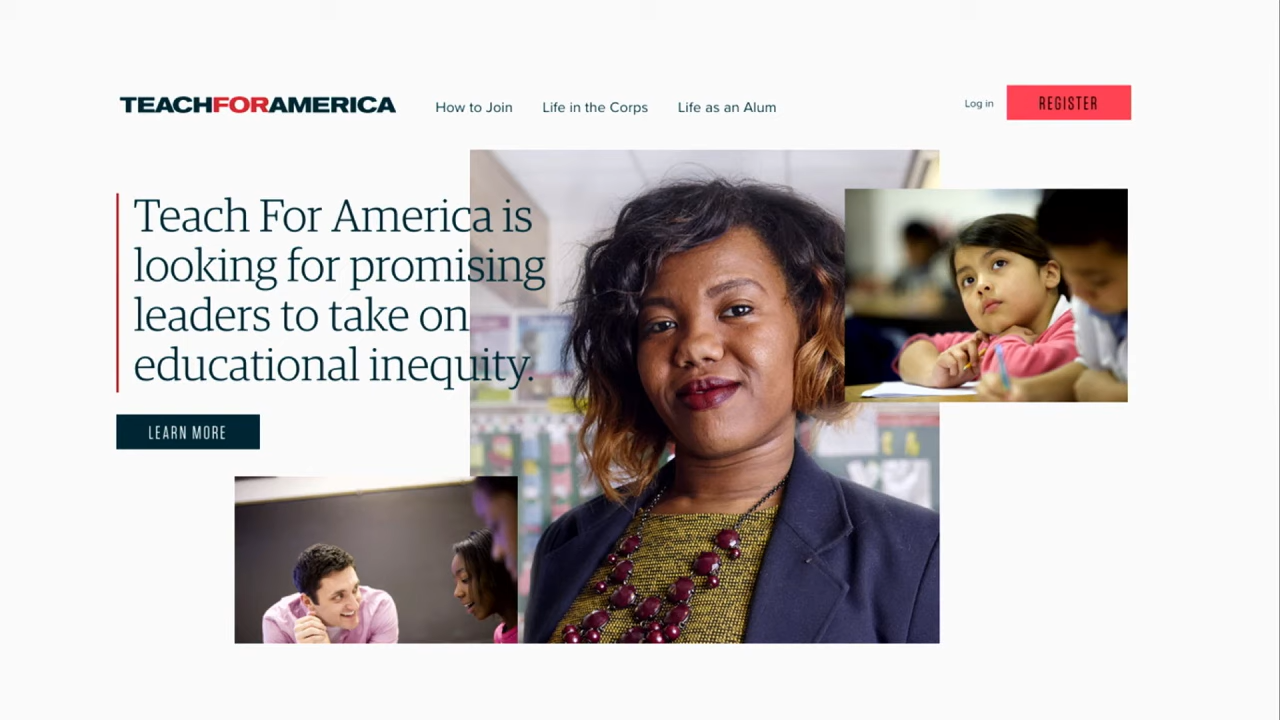 TEACHFORAMERICA
How to Join
Life in the Corps
Life as an Alum
Log in
REGISTER
Teach For America is
looking for promising
leaders to take on
educational inequity.
LEARN MORE